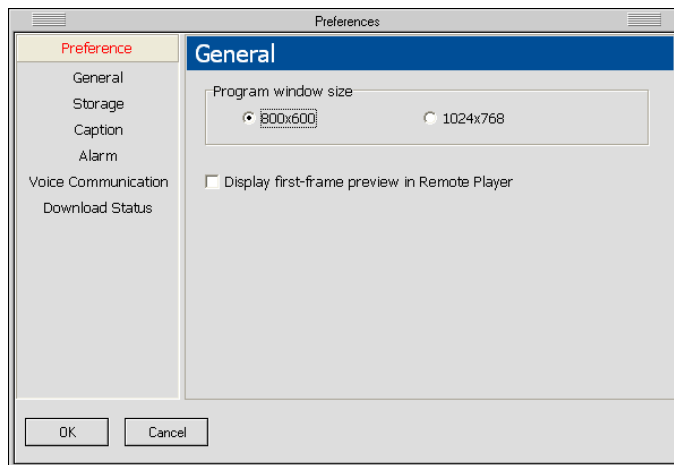 Preferences
Preference
General
Storage
Caption
Alarm
Voice Communication
Download Status
General
Program window size
800x600 1024x768
Display first-frame preview in Remote Player
OK Cancel